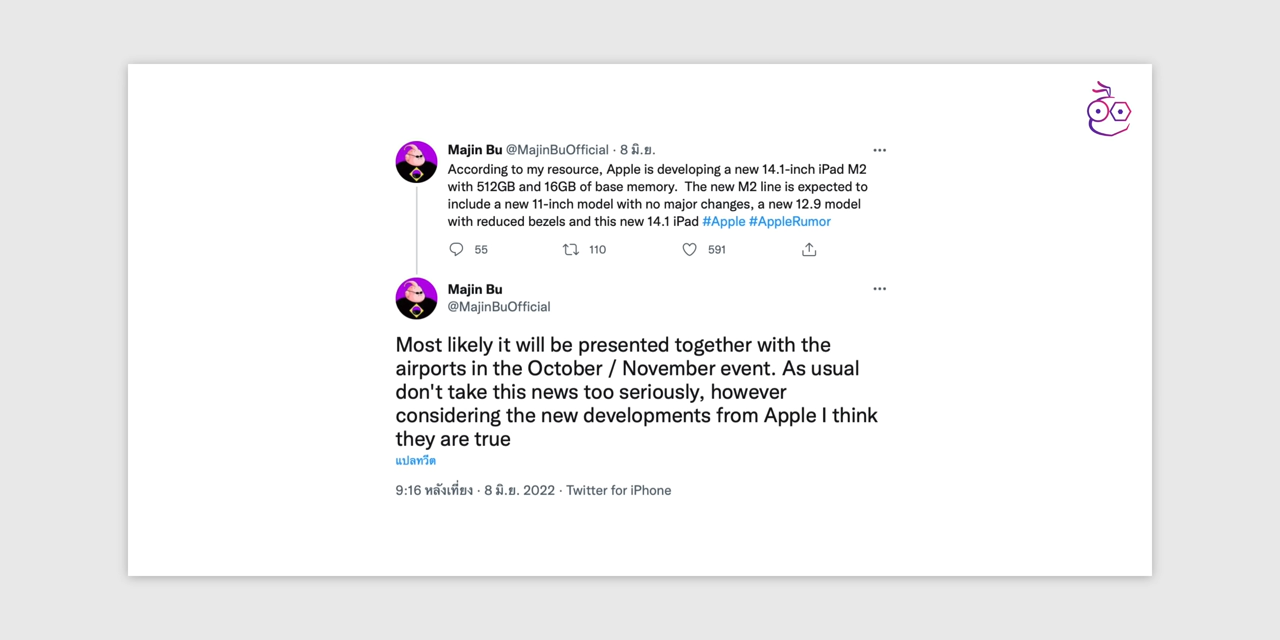 Majin Bu @MajinBuOfficial · 8 มิ.ย.
According to my resource, Apple is developing a new 14.1-inch iPad M2
with 512GB and 16GB of base memory.  The new M2 line is expected to
include a new 11-inch model with no major changes, a new 12.9 model
with reduced bezels and this new 14.1 iPad #Apple #AppleRumor
55 110 591
Majin Bu
@MajinBuOfficial
Most likely it will be presented together with the
airports in the October / November event. As usual
don't take this news too seriously, however
considering the new developments from Apple I think
they are true
แปลทวีต
9:16 หลังเที่ยง · 8 มิ.ย. 2022 · Twitter for iPhone